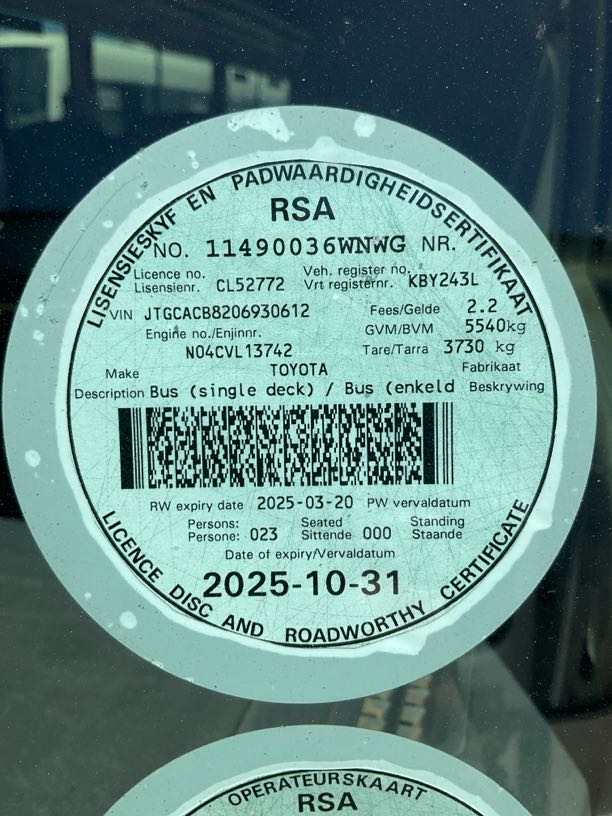 LISENSIESKYF EN PADWAARDIGHEIDSERTIFIKAAT
RSA
NO. 11490036WNWG NR.
Licence no. Veh. register no.
Lisensienr. CL52772 Vrt registernr. KBY243L
VIN JTGCACB8206930612 Fees/Gelde 2.2
Engine no./Enjinnr. GVM/BVM 5540kg
N04CVL13742 Tare/Tarra 3730 kg
Make TOYOTA Fabrikaat
Description Bus (single deck) / Bus (enkeld Beskrywing
RW expiry date 2025-03-20 PW vervaldatum
Persons: Seated Standing
Persone: 023 Sittende 000 Staande
Date of expiry/Vervaldatum
2025-10-31
LICENCE DISC AND ROADWORTHY CERTIFICATE
OPERATEURSKAART
RSA